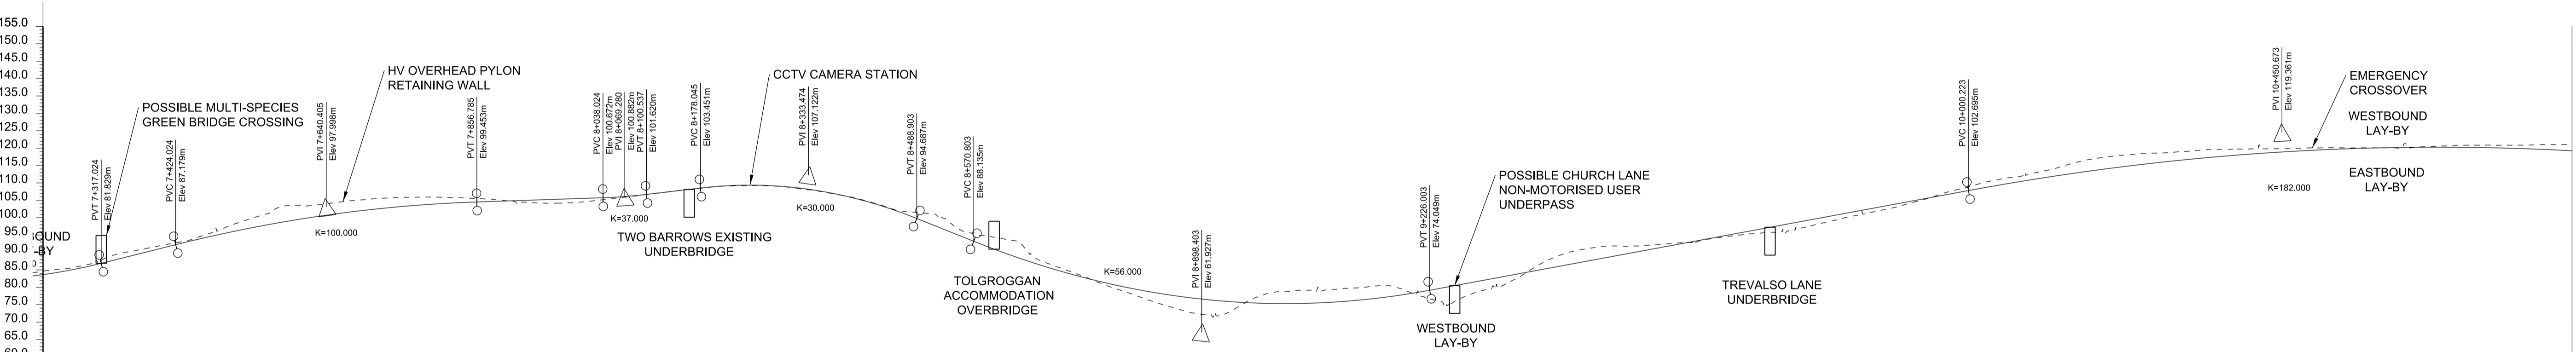 155.0
150.0
145.0
140.0
135.0
130.0
125.0
120.0
115.0
110.0
105.0
100.0
95.0
90.0
85.0
80.0
75.0
70.0
65.0
60.0
OUND
-BY
PVT 7+317.024
Elev 81.829m
POSSIBLE MULTI-SPECIES
GREEN BRIDGE CROSSING
PVC 7+424.024
Elev 87.179m
PVI 7+640.405
Elev 97.998m
K=100.000
HV OVERHEAD PYLON
RETAINING WALL
PVT 7+856.785
Elev 99.453m
PVC 8+038.024
Elev 100.672m
PVI 8+069.280
Elev 100.882m
PVT 8+100.537
Elev 101.620m
K=37.000
TWO BARROWS EXISTING
UNDERBRIDGE
PVC 8+178.045
Elev 103.451m
CCTV CAMERA STATION
PVI 8+333.474
Elev 107.122m
K=30.000
PVT 8+488.903
Elev 94.687m
PVC 8+570.803
Elev 88.135m
TOLGROGGAN
ACCOMMODATION
OVERBRIDGE
K=56.000
PVI 8+898.403
Elev 61.927m
PVT 9+226.003
Elev 74.049m
POSSIBLE CHURCH LANE
NON-MOTORISED USER
UNDERPASS
WESTBOUND
LAY-BY
TREVALSO LANE
UNDERBRIDGE
PVC 10+000.223
Elev 102.695m
PVI 10+450.673
Elev 119.361m
K=182.000
EMERGENCY
CROSSOVER
WESTBOUND
LAY-BY
EASTBOUND
LAY-BY